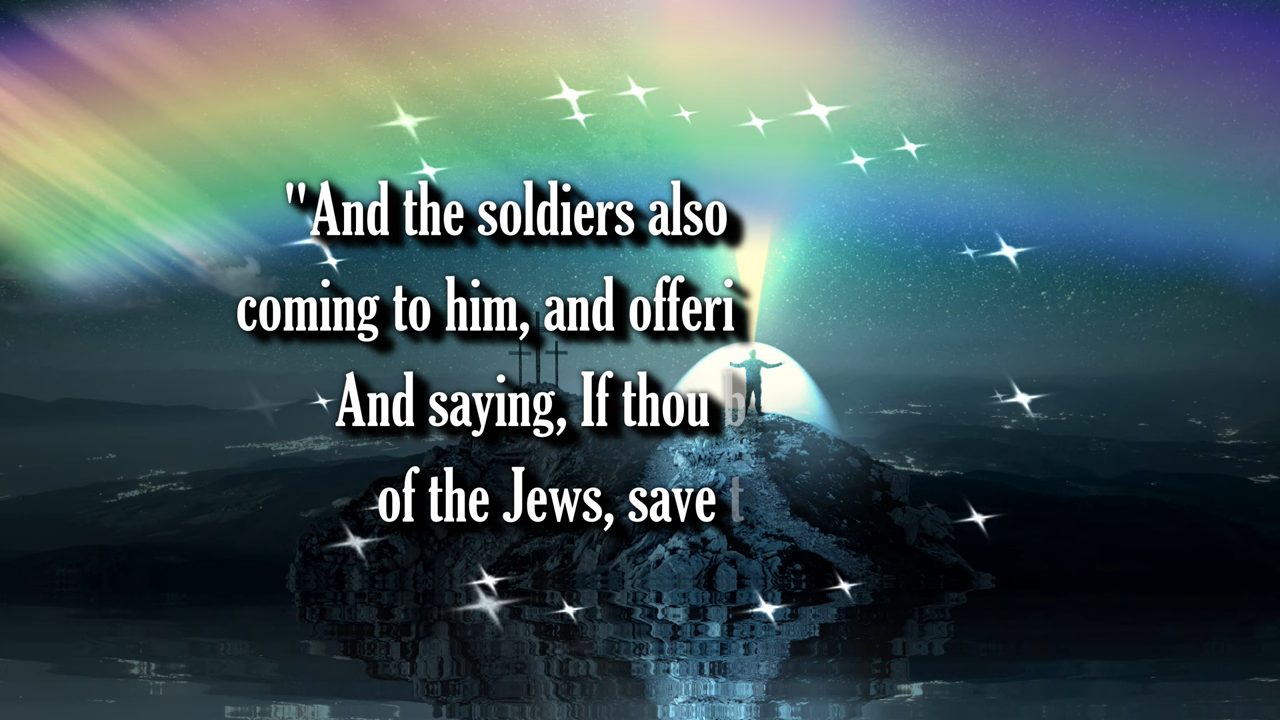 "And the soldiers also
coming to him, and offeri
And saying, If thou b
of the Jews, save t